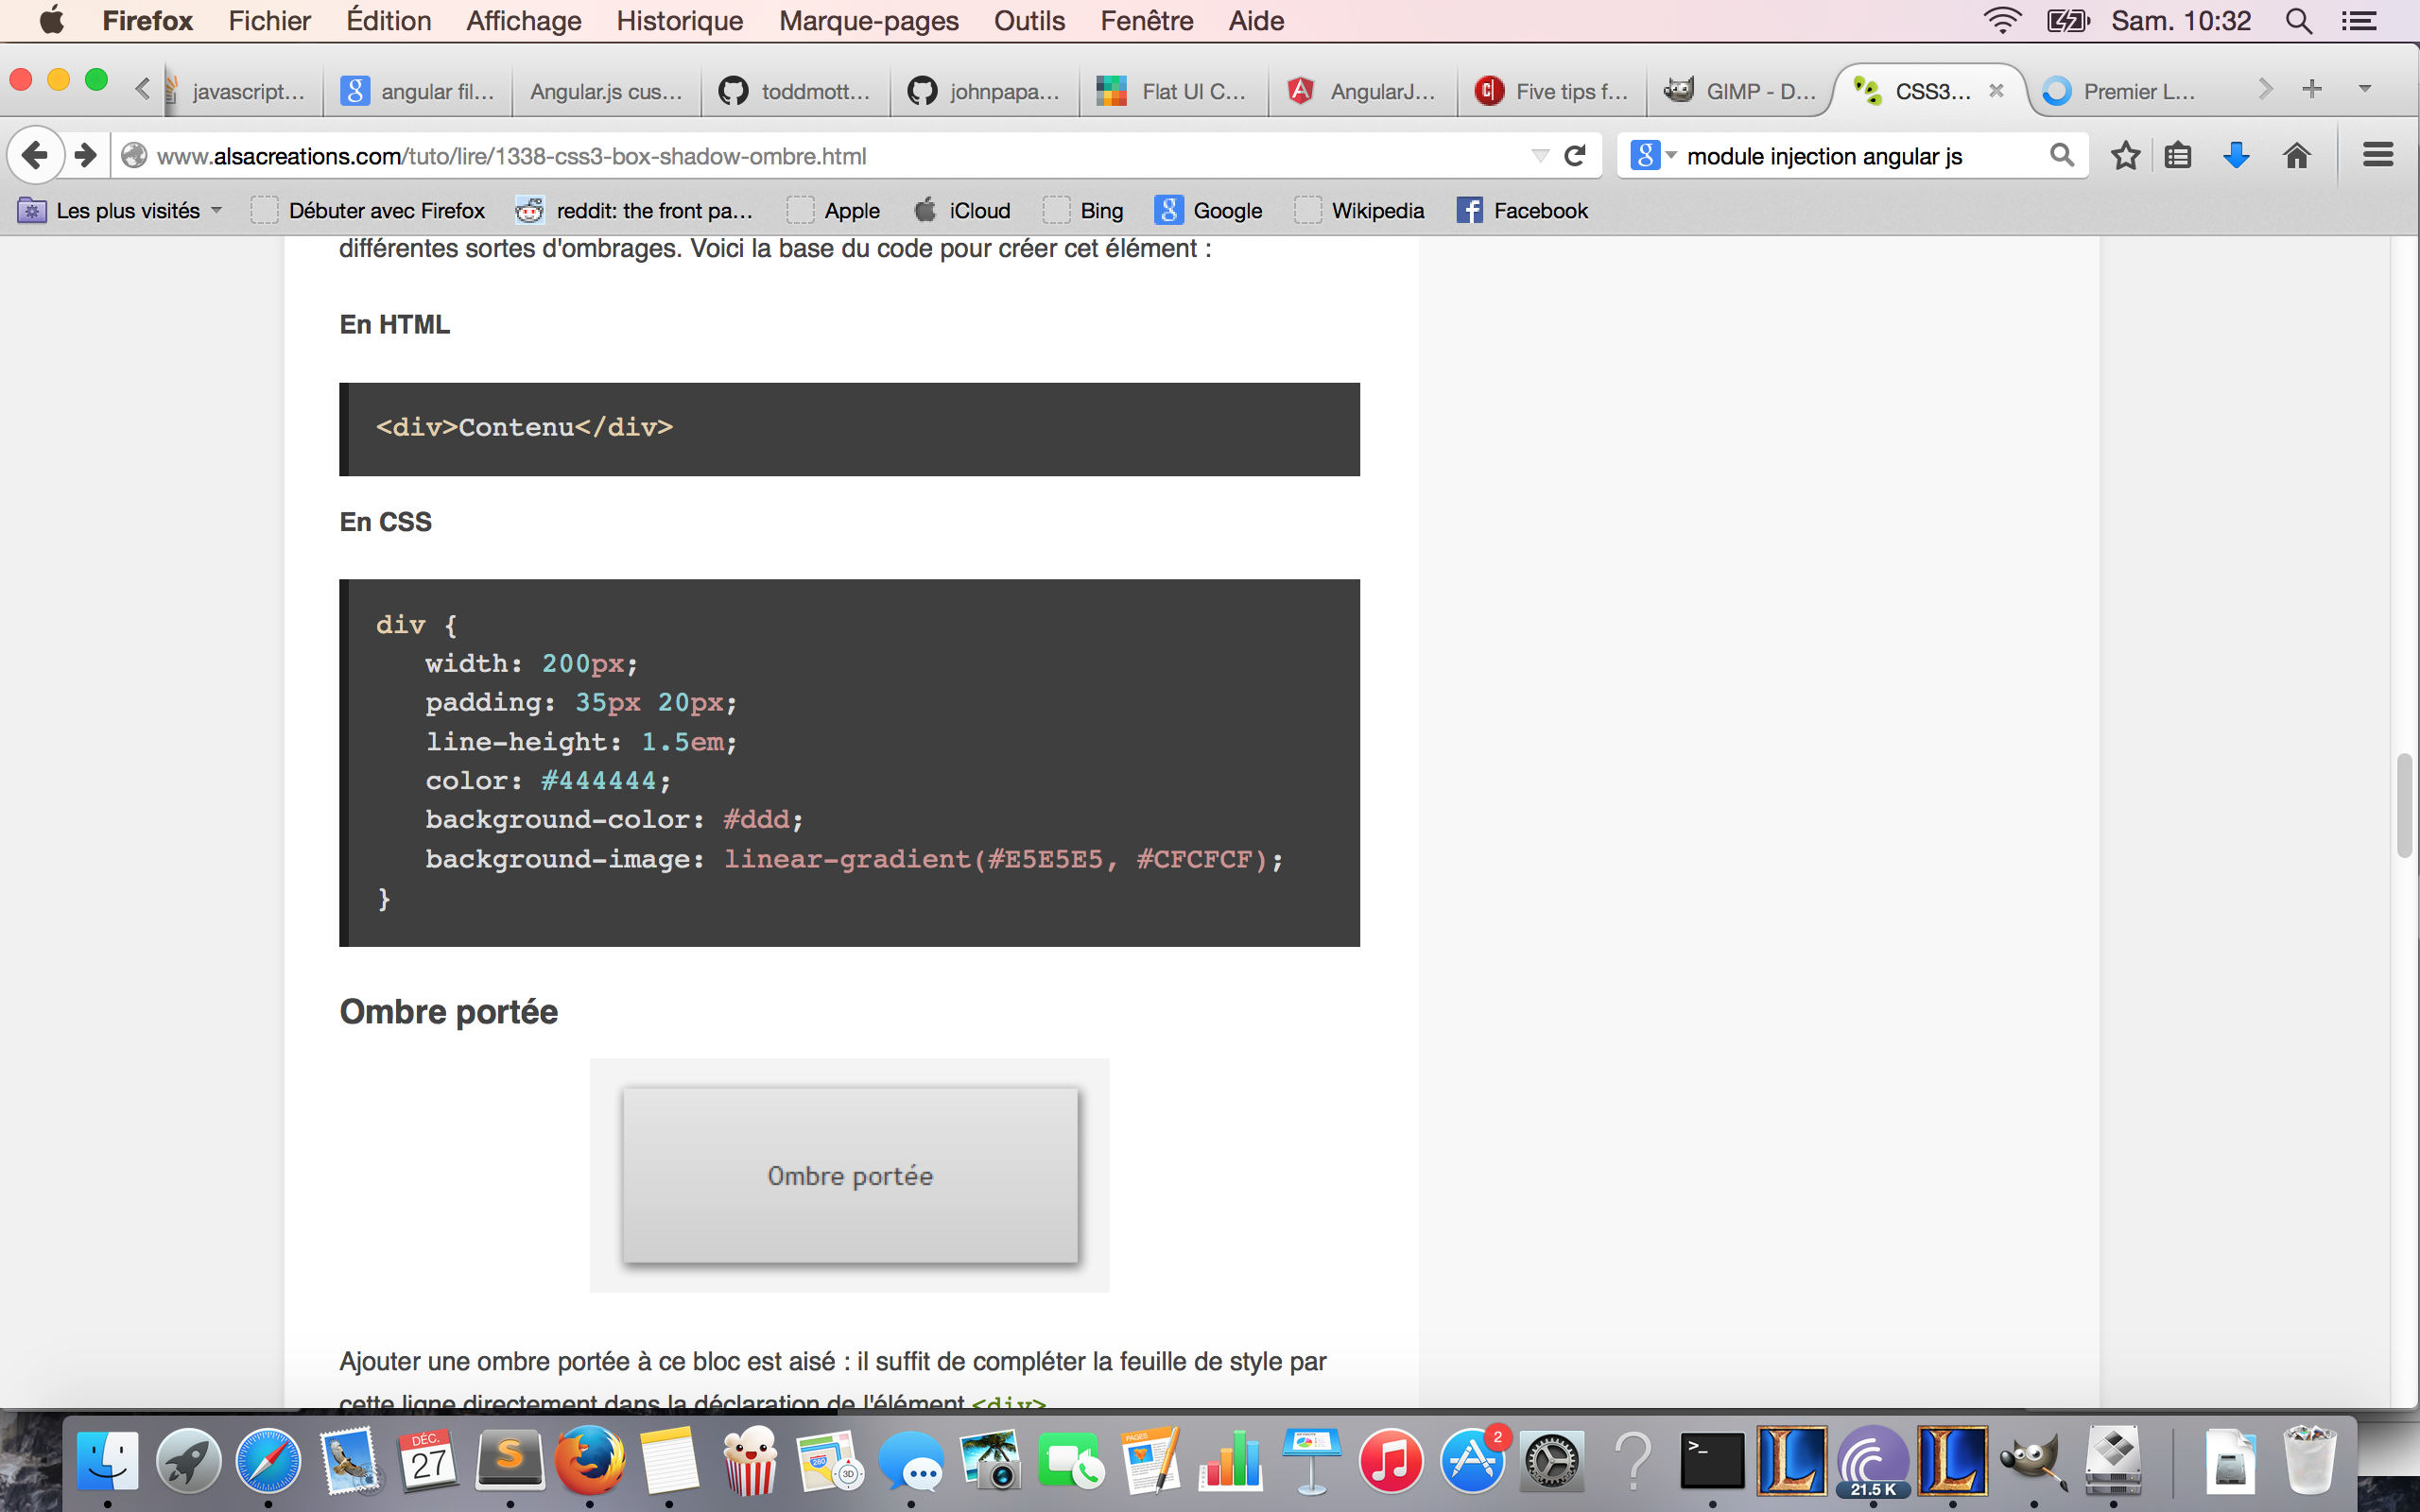 Firefox Fichier Édition Affichage Historique Marque-pages Outils Fenêtre Aide Sam. 10:32
javascript... angular fil... Angular.js cus... toddmott... johnpapa... Flat UI C... AngularJ... Five tips f... GIMP - D... CSS3... Premier L...
www.alsacreations.com/tuto/lire/1338-css3-box-shadow-ombre.html module injection angular js
Les plus visités Débuter avec Firefox reddit: the front pa... Apple iCloud Bing Google Wikipedia Facebook
différentes sortes d'ombrages. Voici la base du code pour créer cet élément :
En HTML
<div>Contenu</div>
En CSS
div {
width: 200px;
padding: 35px 20px;
line-height: 1.5em;
color: #444444;
background-color: #ddd;
background-image: linear-gradient(#E5E5E5, #CFCFCF);
}
Ombre portée
Ombre portée
Ajouter une ombre portée à ce bloc est aisé : il suffit de compléter la feuille de style par
cette ligne directement dans la déclaration de l'élément <div>
DÉC.
27
280
3D
PAGES
2
21.5 K